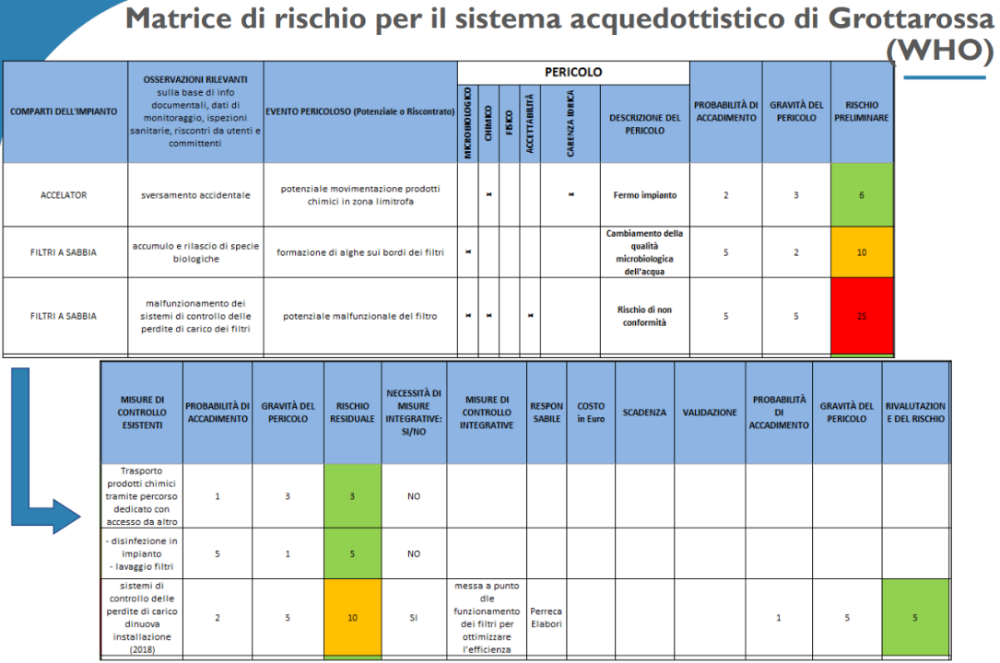 Matrice di rischio per il sistema acquedottistico di Grottarossa
(WHO)
COMPARTI DELL'IMPIANTO
OSSERVAZIONI RILEVANTI
sulla base di info
documentali, dati di
monitoraggio, ispezioni
sanitarie, riscontri da utenti e
committenti
EVENTO PERICOLOSO (Potenziale o Riscontrato)
PERICOLO
MICROBIOLOGICO
CHIMICO
FISICO
ACCETTABILITÀ
CARENZA IDRICA
DESCRIZIONE DEL
PERICOLO
PROBABILITÀ DI
ACCADIMENTO
GRAVITÀ DEL
PERICOLO
RISCHIO
PRELIMINARE
ACCELATOR
sversamento accidentale
potenziale movimentazione prodotti
chimici in zona limitrofa
x
x
Fermo impianto
2
3
6
FILTRI A SABBIA
accumulo e rilascio di specie
biologiche
formazione di alghe sui bordi dei filtri
x
Cambiamento della
qualità
microbiologica
dell'acqua
5
2
10
FILTRI A SABBIA
malfunzionamento dei
sistemi di controllo delle
perdite di carico dei filtri
potenziale malfunzionale del filtro
x
x
x
Rischio di non
conformità
5
5
25
MISURE DI
CONTROLLO
ESISTENTI
PROBABILITÀ DI
ACCADIMENTO
GRAVITÀ DEL
PERICOLO
RISCHIO
RESIDUALE
NECESSITÀ DI
MISURE
INTEGRATIVE:
SI/NO
MISURE DI
CONTROLLO
INTEGRATIVE
RESPON
SABILE
COSTO
in Euro
SCADENZA
VALIDAZIONE
PROBABILITÀ
DI
ACCADIMENTO
GRAVITÀ DEL
PERICOLO
RIVALUTAZION
E DEL RISCHIO
Trasporto
prodotti chimici
tramite percorso
dedicato con
accesso da altro
1
3
3
NO
- disinfezione in
impianto
- lavaggio filtri
5
1
5
NO
sistemi di
controllo delle
perdite di carico
dinuova
installazione
(2018)
2
5
10
SI
messa a punto
dle
funzionamento
dei filtri per
ottimizzare
l'efficienza
Perreca
Elabori
1
5
5